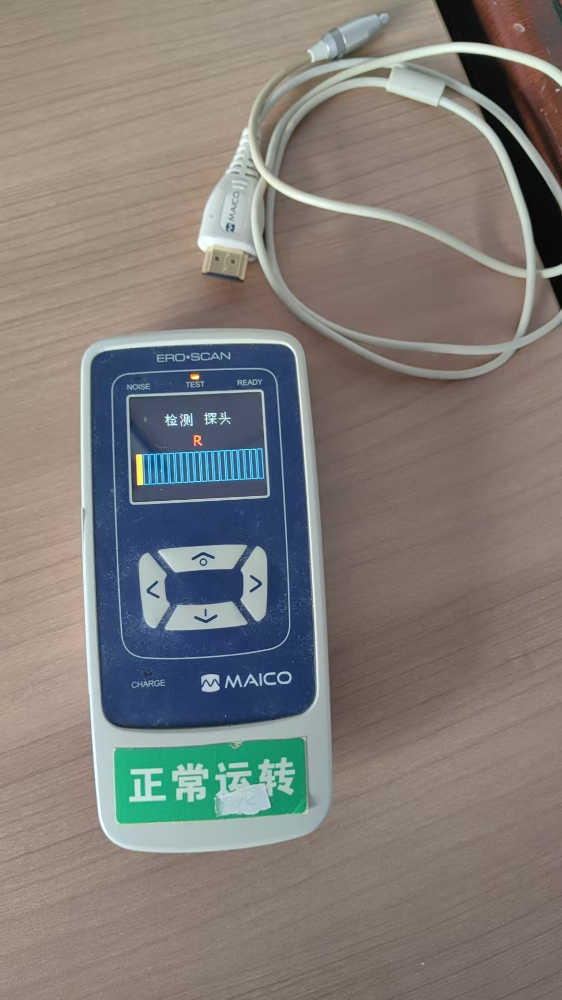 MAICO
ERO•SCAN
NOISE TEST READY
检测 探头
R
CHARGE
MAICO
正常运转